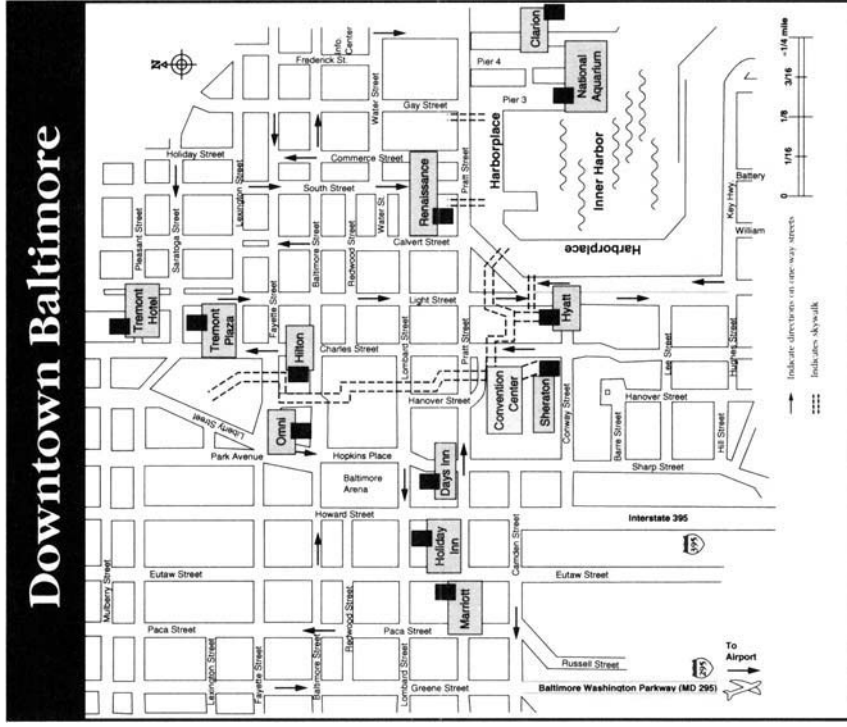 Downtown Baltimore
N
Mulberry Street
Pleasant Street
Saratoga Street
Holiday Street
Lexington Street
Lexington Street
Fayette Street
Fayette Street
Baltimore Street
Baltimore Street
Redwood Street
Redwood Street
Water Street
Water St.
Lombard Street
Lombard Street
Pratt Street
Pratt Street
Camden Street
Conway Street
Barre Street
Lee Street
Hill Street
Hughes Street
Frederick St.
Info. Center
Gay Street
Commerce Street
South Street
Calvert Street
Light Street
Charles Street
Hanover Street
Hanover Street
Liberty Street
Park Avenue
Hopkins Place
Sharp Street
Howard Street
Eutaw Street
Eutaw Street
Paca Street
Paca Street
Greene Street
Russell Street
Key Hwy.
Battery
William
Pier 4
Pier 3
Clarion
National Aquarium
Renaissance
Harborplace
Harborplace
Inner Harbor
Tremont Hotel
Tremont Plaza
Hilton
Omni
Hyatt
Sheraton
Convention Center
Days Inn
Baltimore Arena
Holiday Inn
Marriott
Interstate 395
395
295
Baltimore Washington Parkway (MD 295)
To Airport
0 1/16 1/8 3/16 ~1/4 mile
Indicate directions on one-way streets
Indicates skywalk